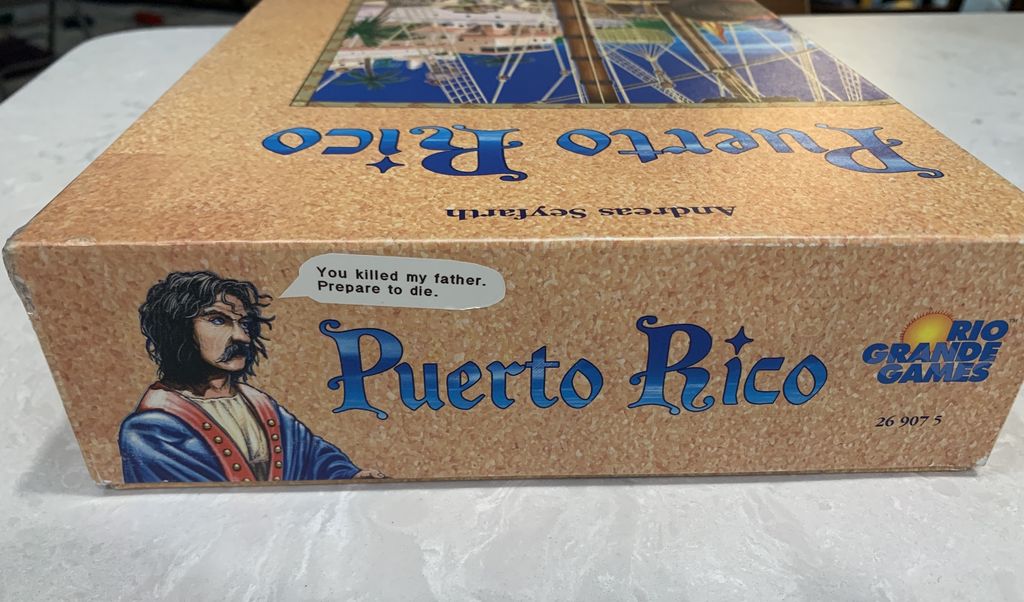 Puerto Rico
Andreas Seyfarth
You killed my father.
Prepare to die.
Puerto Rico
RIO
GRANDE
GAMES
TM
26 907 5